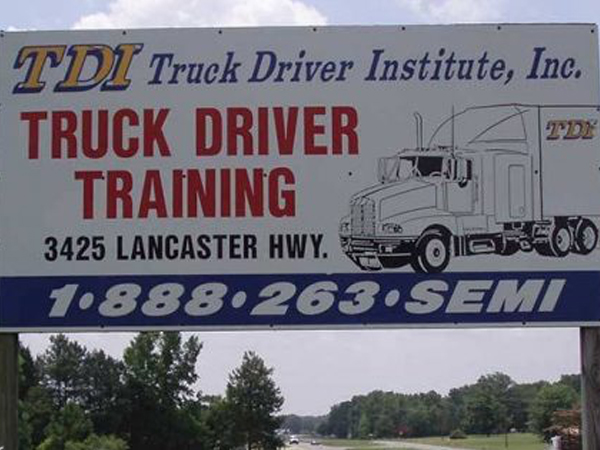 TDI Truck Driver Institute, Inc.
TRUCK DRIVER
TRAINING
TDI
3425 LANCASTER HWY.
1·888·263·SEMI